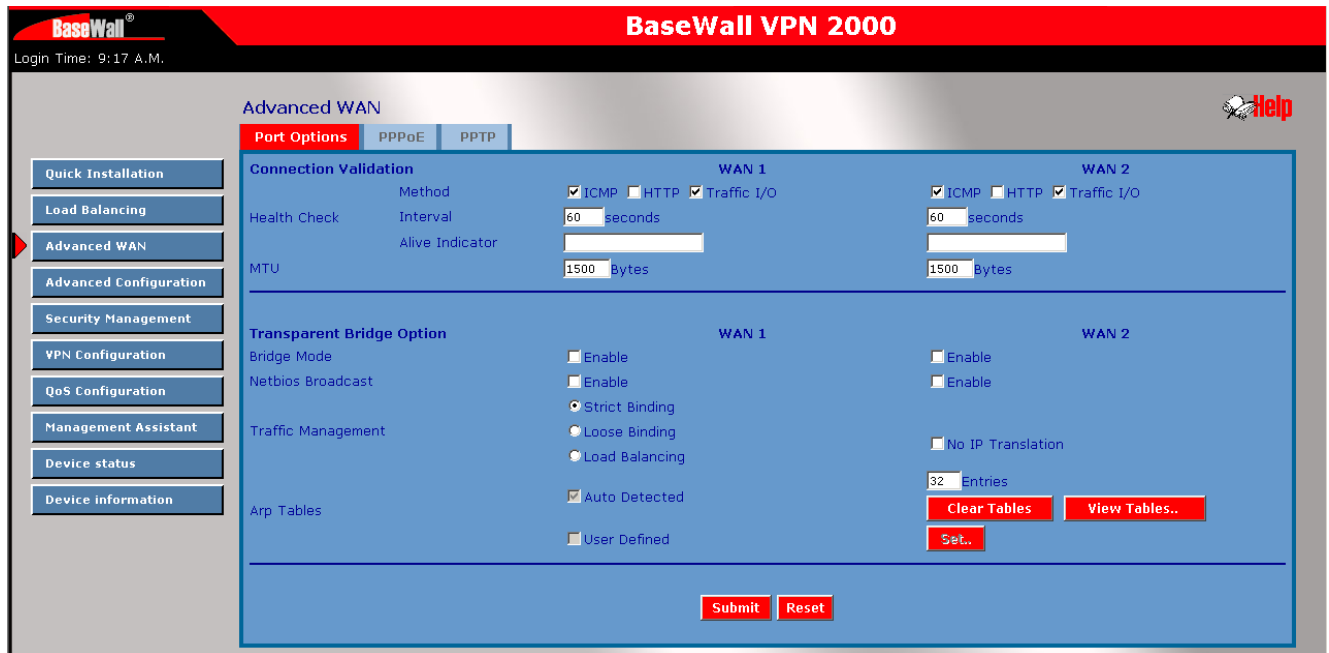 BaseWall®
BaseWall VPN 2000
Login Time: 9:17 A.M.
Advanced WAN
Help
Port Options PPPoE PPTP
Quick Installation
Load Balancing
Advanced WAN
Advanced Configuration
Security Management
VPN Configuration
QoS Configuration
Management Assistant
Device status
Device information
Connection Validation WAN 1 WAN 2
Method ICMP HTTP Traffic I/O ICMP HTTP Traffic I/O
Health Check Interval 60 seconds 60 seconds
Alive Indicator
MTU 1500 Bytes 1500 Bytes
Transparent Bridge Option WAN 1 WAN 2
Bridge Mode Enable Enable
Netbios Broadcast Enable Enable
Strict Binding
Traffic Management Loose Binding No IP Translation
Load Balancing
32 Entries
Arp Tables Auto Detected Clear Tables View Tables..
User Defined Set..
Submit Reset